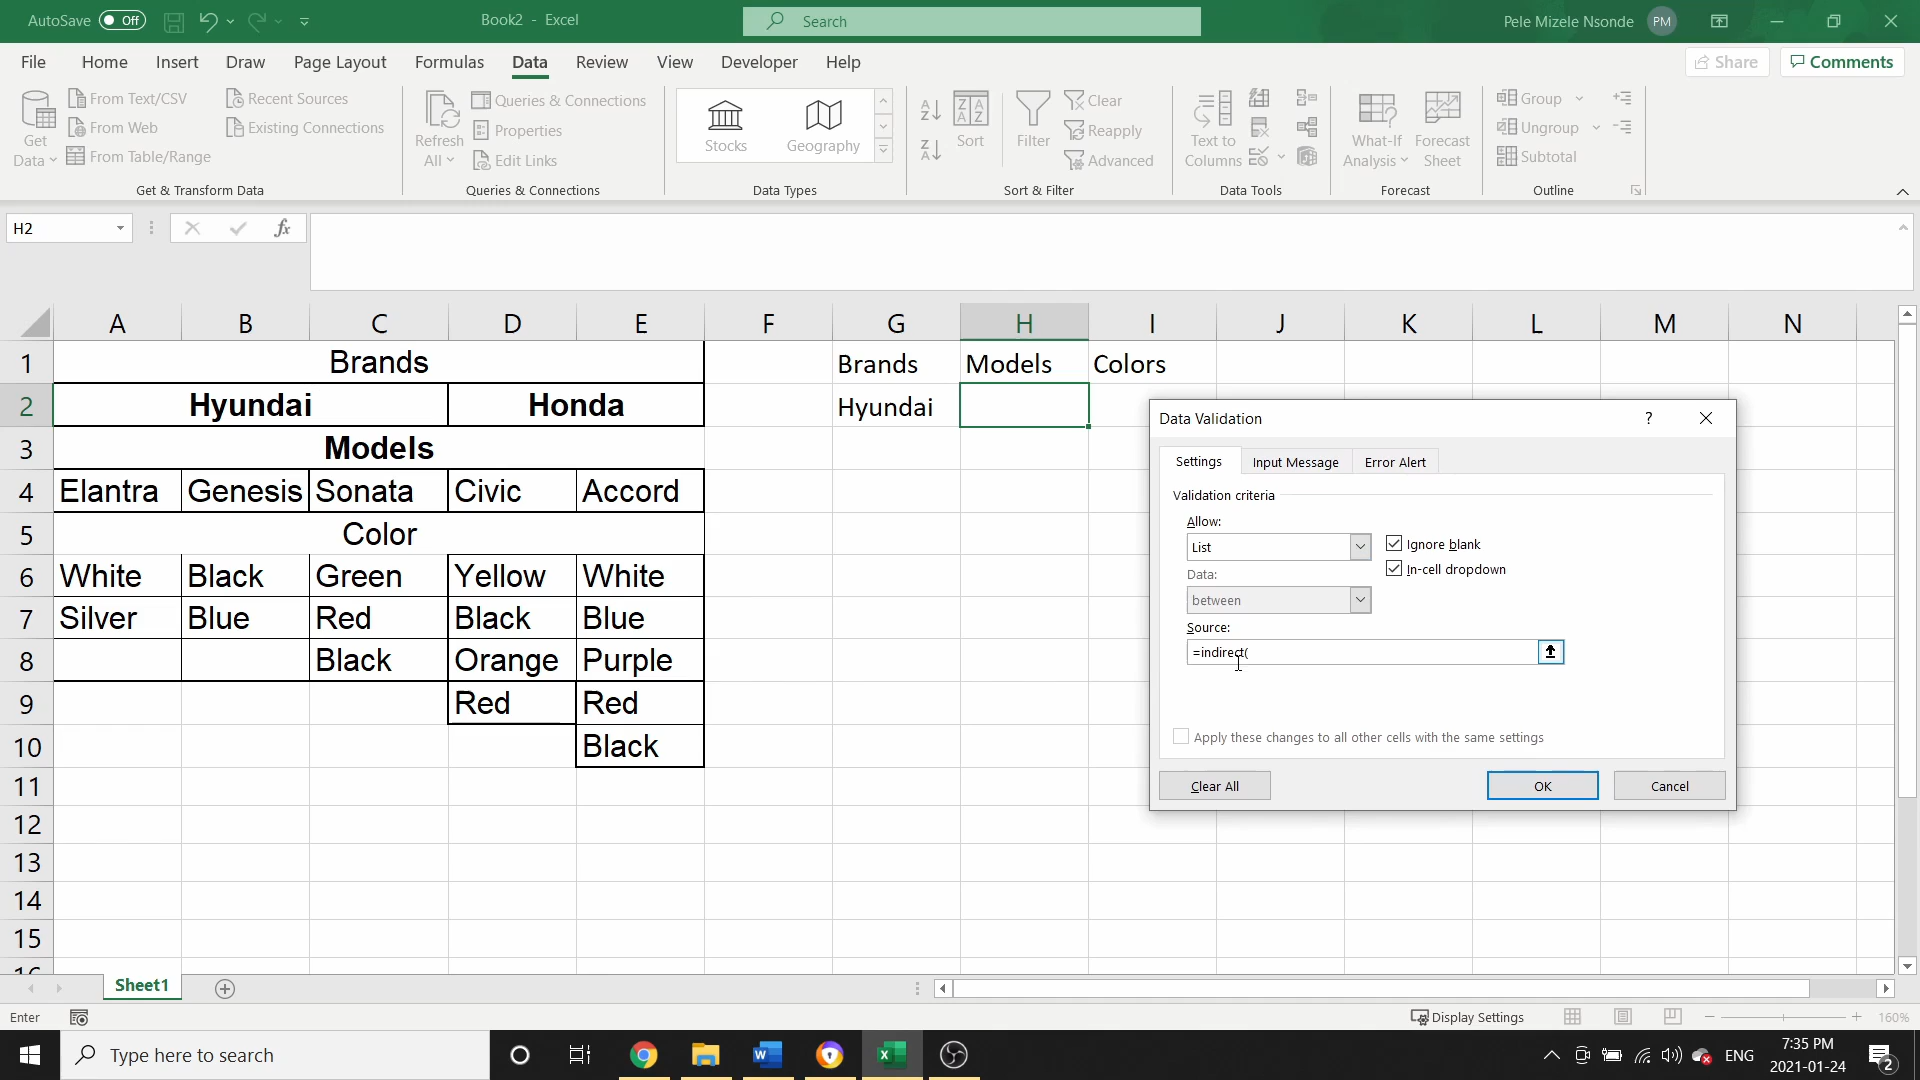 AutoSave Off Book2 - Excel Search Pele Mizele Nsonde PM
File Home Insert Draw Page Layout Formulas Data Review View Developer Help Share Comments
Get Data From Text/CSV From Web From Table/Range Recent Sources Existing Connections
Refresh All Queries & Connections Properties Edit Links
Stocks Geography
A Z Z A Sort Filter Clear Reapply Advanced
Text to Columns
What-If Analysis Forecast Sheet
Group Ungroup Subtotal
Get & Transform Data Queries & Connections Data Types Sort & Filter Data Tools Forecast Outline
H2 fx
A B C D E F G H I J K L M N
1 Brands Brands Models Colors
2 Hyundai Honda Hyundai
3 Models
4 Elantra Genesis Sonata Civic Accord
5 Color
6 White Black Green Yellow White
7 Silver Blue Red Black Blue
8 Black Orange Purple
9 Red Red
10 Black
11
12
13
14
15
16
Data Validation ?
Settings Input Message Error Alert
Validation criteria
Allow:
List Ignore blank
Data: In-cell dropdown
between
Source:
=indirect(
Apply these changes to all other cells with the same settings
Clear All OK Cancel
Sheet1
Enter Display Settings 160%
Type here to search ENG 7:35 PM
2021-01-24 2